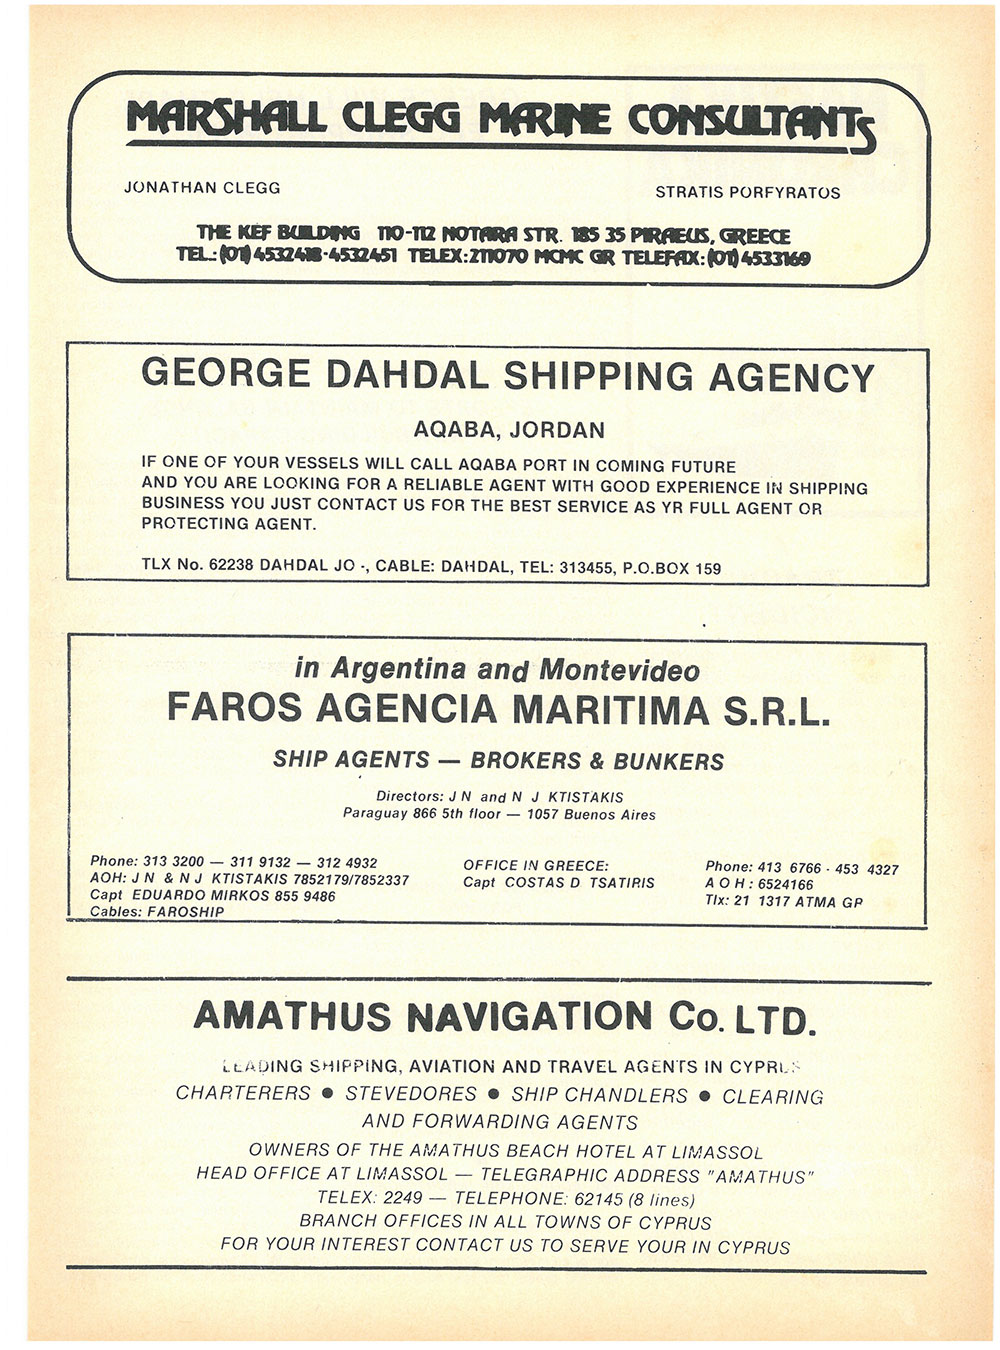 MARSHALL CLEGG MARINE CONSULTANTS
JONATHAN CLEGG STRATIS PORFYRATOS
THE KEF BUILDING 110-112 NOTARA STR. 185 35 PIRAEUS, GREECE
TEL.: (01) 4532418-4532451 TELEX: 211070 MCMC GR TELEFAX: (01) 4533169
GEORGE DAHDAL SHIPPING AGENCY
AQABA, JORDAN
IF ONE OF YOUR VESSELS WILL CALL AQABA PORT IN COMING FUTURE
AND YOU ARE LOOKING FOR A RELIABLE AGENT WITH GOOD EXPERIENCE IN SHIPPING
BUSINESS YOU JUST CONTACT US FOR THE BEST SERVICE AS YR FULL AGENT OR
PROTECTING AGENT.
TLX No. 62238 DAHDAL JO -, CABLE: DAHDAL, TEL: 313455, P.O.BOX 159
in Argentina and Montevideo
FAROS AGENCIA MARITIMA S.R.L.
SHIP AGENTS — BROKERS & BUNKERS
Directors: J N and N J KTISTAKIS
Paraguay 866 5th floor — 1057 Buenos Aires
Phone: 313 3200 — 311 9132 — 312 4932
AOH: J N & N J KTISTAKIS 7852179/7852337
Capt EDUARDO MIRKOS 855 9486
Cables: FAROSHIP
OFFICE IN GREECE:
Capt COSTAS D TSATIRIS
Phone: 413 6766 - 453 4327
A O H : 6524166
Tlx: 21 1317 ATMA GP
AMATHUS NAVIGATION Co. LTD.
LEADING SHIPPING, AVIATION AND TRAVEL AGENTS IN CYPRUS
CHARTERERS ● STEVEDORES ● SHIP CHANDLERS ● CLEARING
AND FORWARDING AGENTS
OWNERS OF THE AMATHUS BEACH HOTEL AT LIMASSOL
HEAD OFFICE AT LIMASSOL — TELEGRAPHIC ADDRESS "AMATHUS"
TELEX: 2249 — TELEPHONE: 62145 (8 lines)
BRANCH OFFICES IN ALL TOWNS OF CYPRUS
FOR YOUR INTEREST CONTACT US TO SERVE YOUR IN CYPRUS